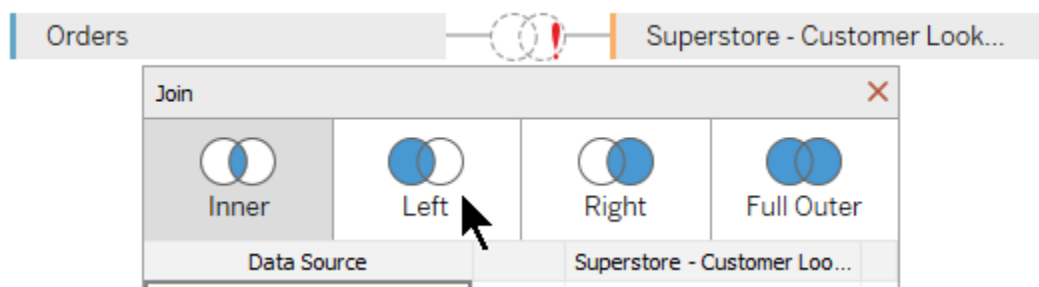 Orders Superstore - Customer Look...
Join
Inner Left Right Full Outer
Data Source Superstore - Customer Loo...